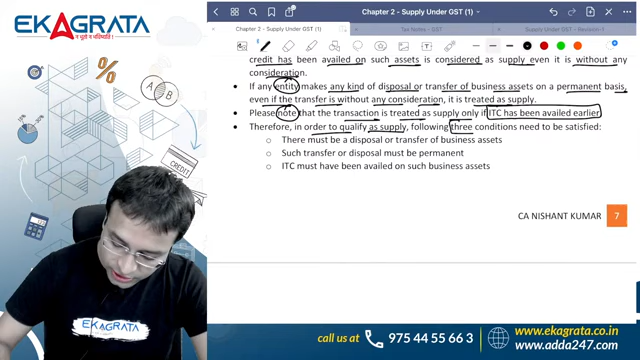 EKAGRATA
Chapter 2 - Supply Under GST
Chapter 2 - Supply Under GST
Tax Notes
credit has been availed on such assets is considered as supply even it is without any
consideration.
If any entity makes any kind of disposal or transfer of business assets on a permanent basis,
even if the transfer is without any consideration, it is treated as supply.
Please note that the transaction is treated as supply only if ITC has been availed earlier.
Therefore, in order to qualify as supply, following three conditions need to be satisfied:
There must be a disposal or transfer of business assets
Such transfer or disposal must be permanent
ITC must have been availed on such business assets
CA NISHANT KUMAR 7
%
A
B
CREDIT
EKAGRATA
call us at 975 44 55 66 3
www.ekagrata.co.in
www.adda247.com